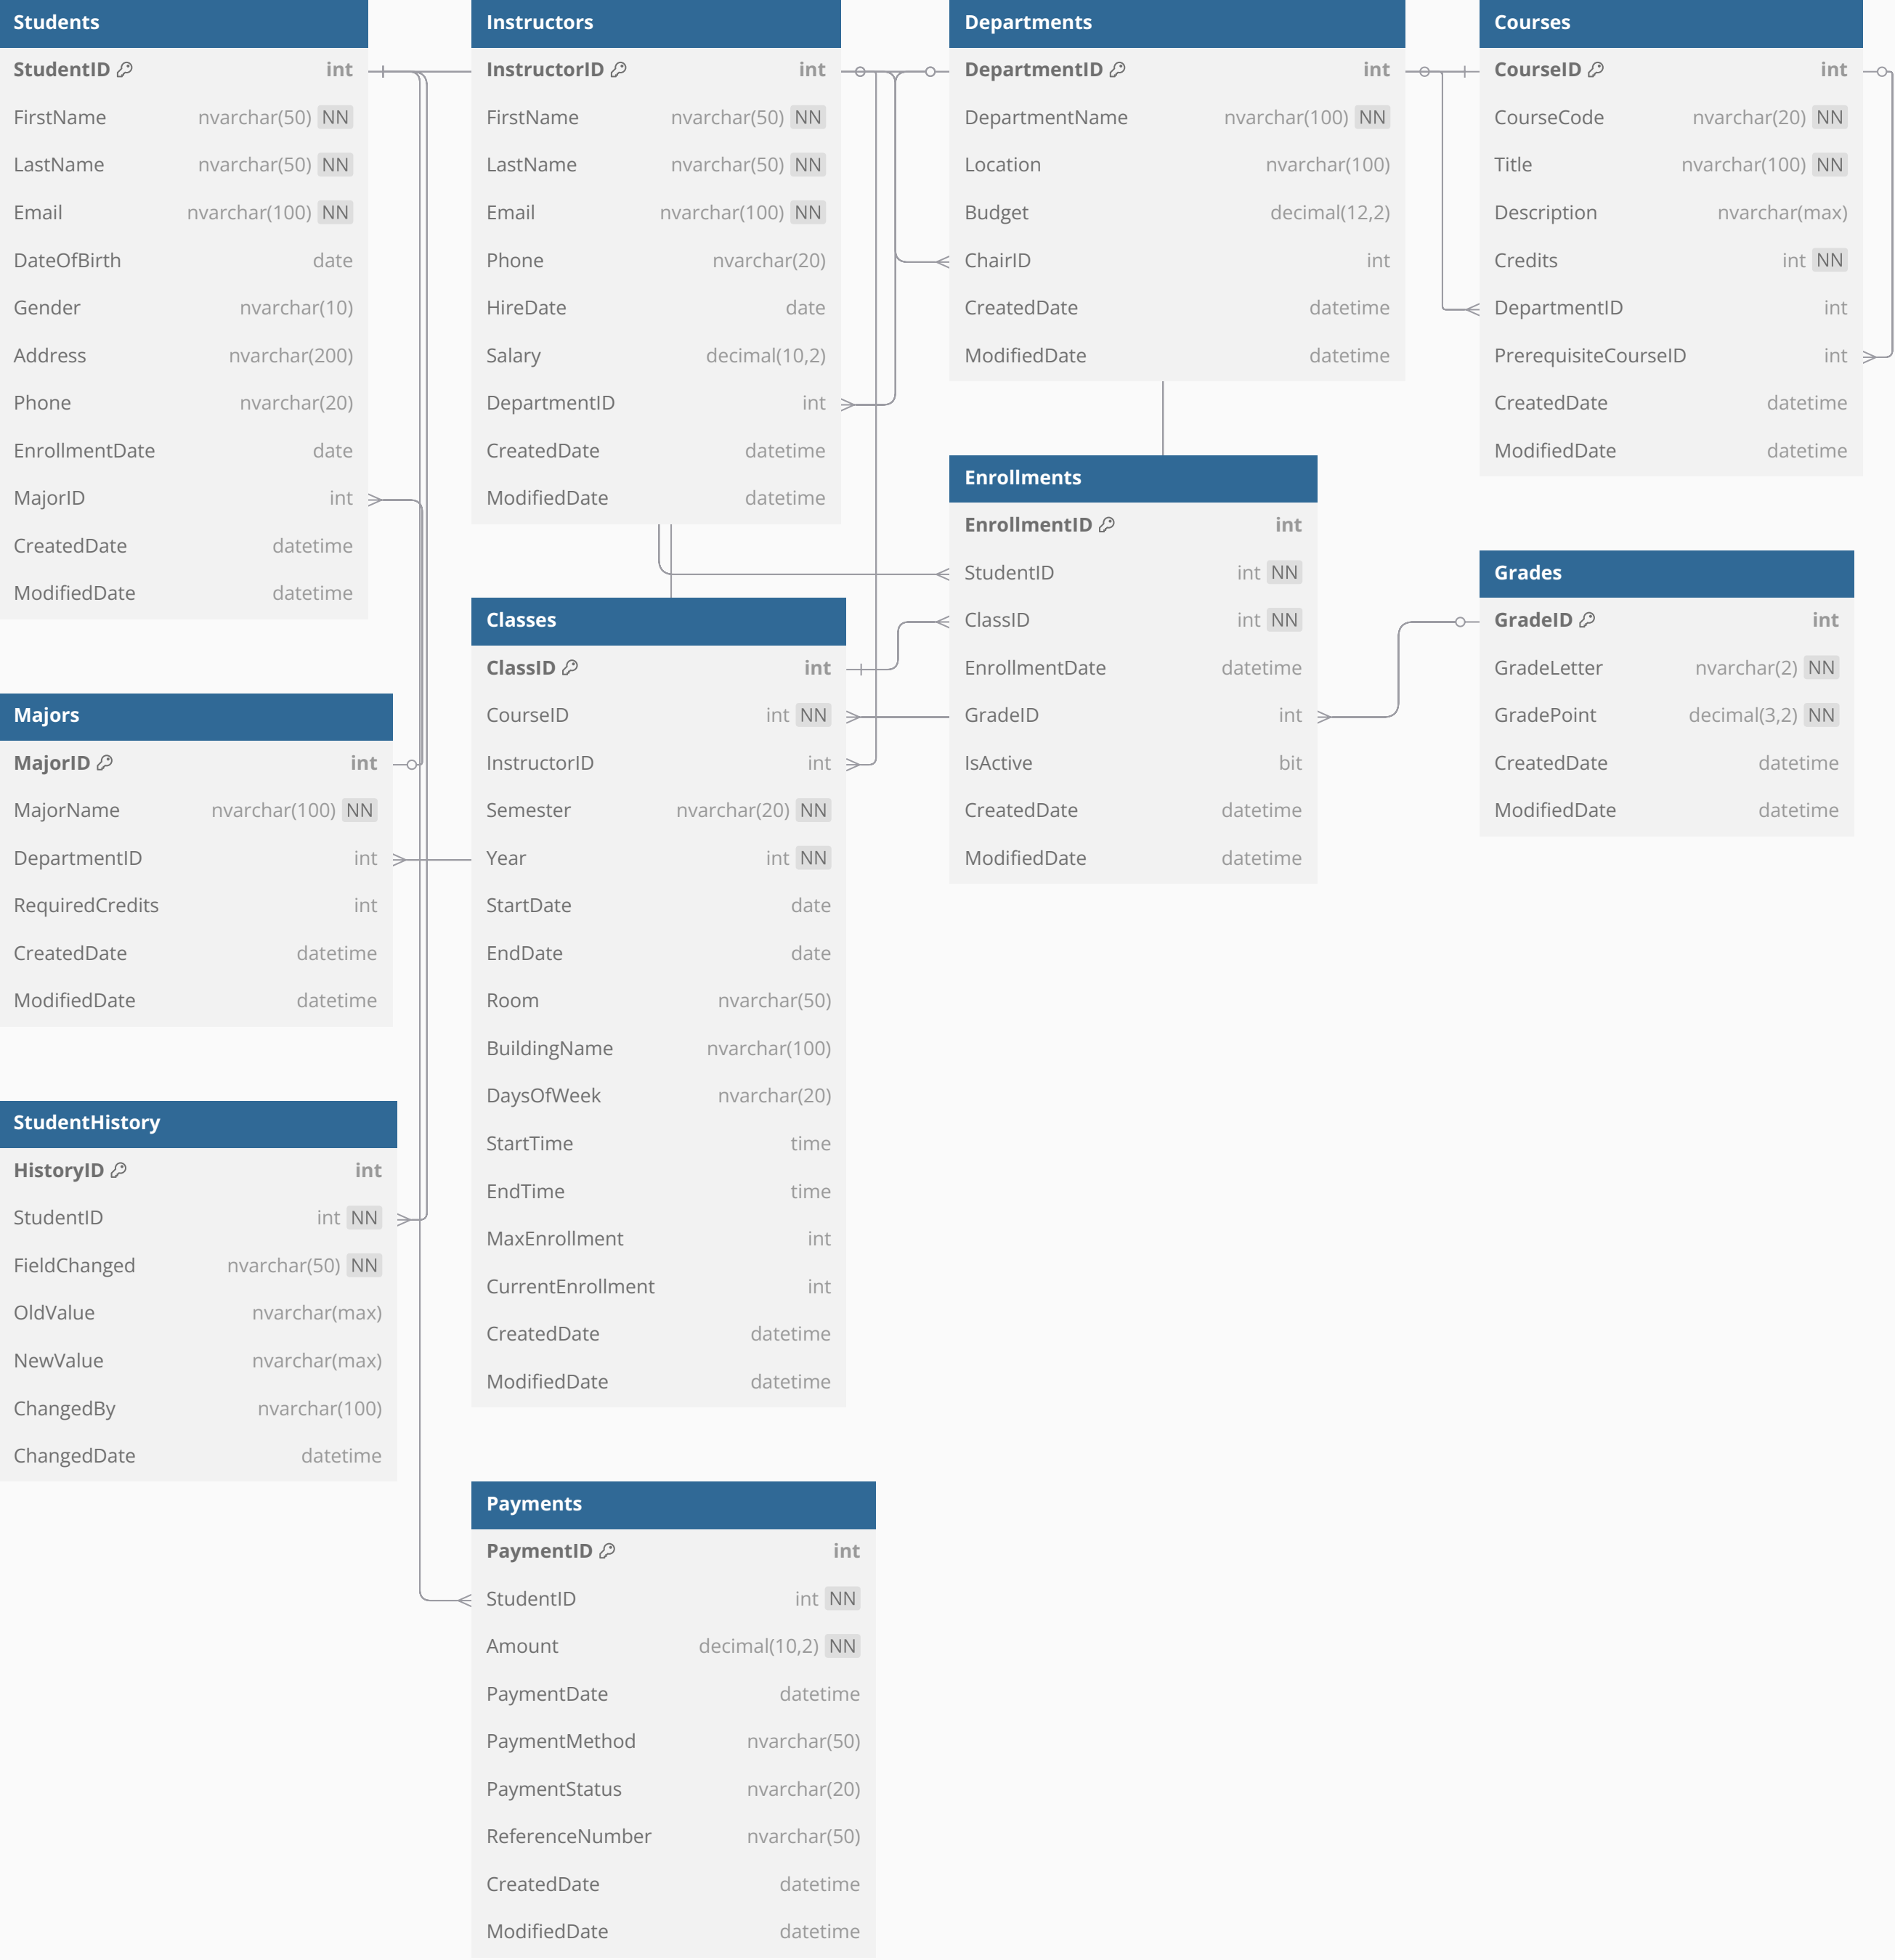 Students
StudentID int
FirstName nvarchar(50) NN
LastName nvarchar(50) NN
Email nvarchar(100) NN
DateOfBirth date
Gender nvarchar(10)
Address nvarchar(200)
Phone nvarchar(20)
EnrollmentDate date
MajorID int
CreatedDate datetime
ModifiedDate datetime
Instructors
InstructorID int
FirstName nvarchar(50) NN
LastName nvarchar(50) NN
Email nvarchar(100) NN
Phone nvarchar(20)
HireDate date
Salary decimal(10,2)
DepartmentID int
CreatedDate datetime
ModifiedDate datetime
Departments
DepartmentID int
DepartmentName nvarchar(100) NN
Location nvarchar(100)
Budget decimal(12,2)
ChairID int
CreatedDate datetime
ModifiedDate datetime
Courses
CourseID int
CourseCode nvarchar(20) NN
Title nvarchar(100) NN
Description nvarchar(max)
Credits int NN
DepartmentID int
PrerequisiteCourseID int
CreatedDate datetime
ModifiedDate datetime
Enrollments
EnrollmentID int
StudentID int NN
ClassID int NN
EnrollmentDate datetime
GradeID int
IsActive bit
CreatedDate datetime
ModifiedDate datetime
Grades
GradeID int
GradeLetter nvarchar(2) NN
GradePoint decimal(3,2) NN
CreatedDate datetime
ModifiedDate datetime
Classes
ClassID int
CourseID int NN
InstructorID int
Semester nvarchar(20) NN
Year int NN
StartDate date
EndDate date
Room nvarchar(50)
BuildingName nvarchar(100)
DaysOfWeek nvarchar(20)
StartTime time
EndTime time
MaxEnrollment int
CurrentEnrollment int
CreatedDate datetime
ModifiedDate datetime
Majors
MajorID int
MajorName nvarchar(100) NN
DepartmentID int
RequiredCredits int
CreatedDate datetime
ModifiedDate datetime
StudentHistory
HistoryID int
StudentID int NN
FieldChanged nvarchar(50) NN
OldValue nvarchar(max)
NewValue nvarchar(max)
ChangedBy nvarchar(100)
ChangedDate datetime
Payments
PaymentID int
StudentID int NN
Amount decimal(10,2) NN
PaymentDate datetime
PaymentMethod nvarchar(50)
PaymentStatus nvarchar(20)
ReferenceNumber nvarchar(50)
CreatedDate datetime
ModifiedDate datetime